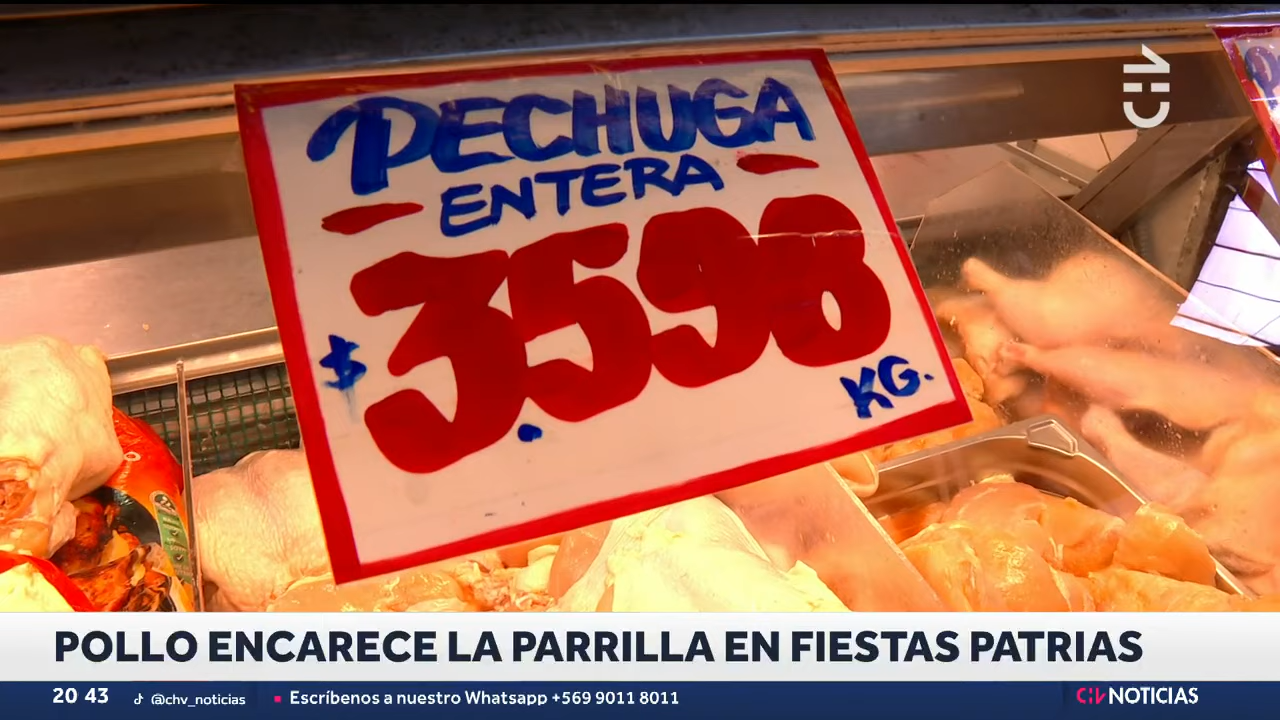 CHV
PECHUGA
ENTERA
$ 3.598
KG.
POLLO ENCARECE LA PARRILLA EN FIESTAS PATRIAS
20 43 @chv_noticias Escríbenos a nuestro Whatsapp +569 9011 8011 CHV NOTICIAS